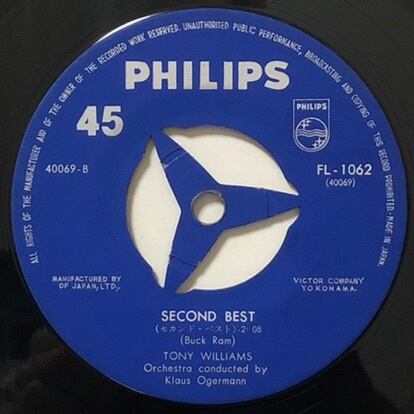 ALL RIGHTS OF THE MANUFACTURER AND OF THE OWNER OF THE RECORDED WORK RESERVED. UNAUTHORISED PUBLIC PERFORMANCE, BROADCASTING AND COPYING OF THIS RECORD PROHIBITED-MADE IN JAPAN.
PHILIPS
45
PHILIPS
40069-B
FL-1062
(40069)
MANUFACTURED BY
OF JAPAN, LTD.
VICTOR COMPANY
YOKOHAMA.
SECOND BEST
(セカンド・ベスト)-2:08
(Buck Ram)
TONY WILLIAMS
Orchestra conducted by
Klaus Ogermann